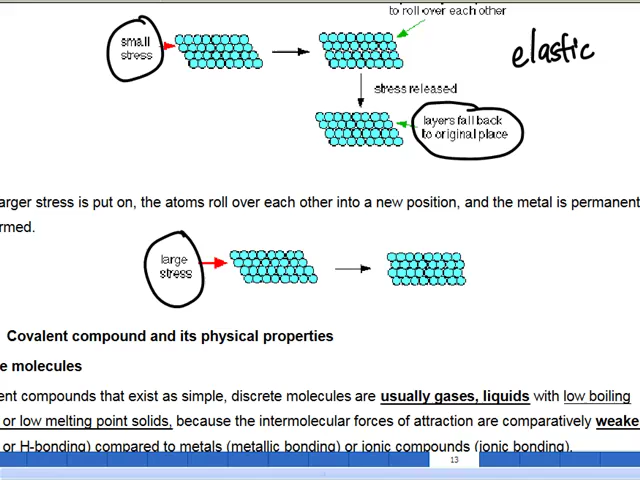 to roll over each other
small
stress
elastic
stress released
layers fall back
to original place
arger stress is put on, the atoms roll over each other into a new position, and the metal is permanent
rmed.
large
stress
Covalent compound and its physical properties
e molecules
ent compounds that exist as simple, discrete molecules are usually gases, liquids with low boiling
or low melting point solids, because the intermolecular forces of attraction are comparatively weake
or H-bonding) compared to metals (metallic bonding) or ionic compounds (ionic bonding).
13